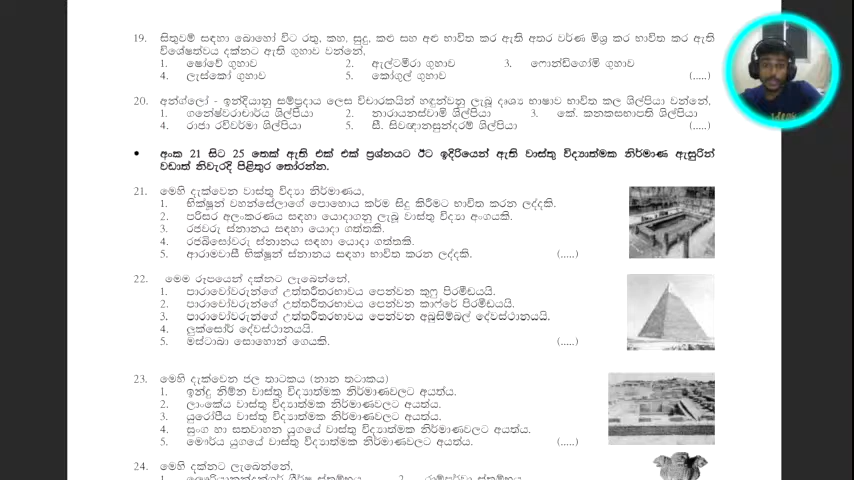 19. සිතුවම් සඳහා බොහෝ විට රතු, කහ, සුදු, කළු සහ අළු භාවිත කර ඇති අතර වර්ණ මිශ්‍ර කර භාවිත කර ඇති
විශේෂත්වය දක්නට ඇති ගුහාව වන්නේ,
1. ෂෝවේ ගුහාව 2. ඇල්ටමිරා ගුහාව 3. ෆොන්ඩ්ගෝම් ගුහාව
4. ලැස්කෝ ගුහාව 5. කෝගුල් ගුහාව (.....)
20. අන්ග්ලෝ - ඉන්දියානු සම්ප්‍රදාය ලෙස විචාරකයින් හඳුන්වනු ලැබූ දෘශ්‍ය භාෂාව භාවිත කල ශිල්පියා වන්නේ,
1. ගනේෂ්වරාචාර්ය ශිල්පියා 2. නාරායනස්වාමි ශිල්පියා 3. කේ. කනකසභාපති ශිල්පියා
4. රාජා රවිවර්මා ශිල්පියා 5. සී. සිවඥානසුන්දරම් ශිල්පියා (.....)
• අංක 21 සිට 25 තෙක් ඇති එක් එක් ප්‍රශ්නයට ඊට ඉදිරියෙන් ඇති වාස්තු විද්‍යාත්මක නිර්මාණ ඇසුරින්
වඩාත් නිවැරදි පිළිතුර තෝරන්න.
21. මෙහි දැක්වෙන වාස්තු විද්‍යා නිර්මාණය,
1. භික්ෂූන් වහන්සේලාගේ පොහොය කර්ම සිදු කිරීමට භාවිත කරන ලද්දකි.
2. පරිසර අලංකරණය සඳහා යොදාගනු ලැබූ වාස්තු විද්‍යා අංගයකි.
3. රජවරු ස්නානය සඳහා යොදා ගත්තකි.
4. රජබිසෝවරු ස්නානය සඳහා යොදා ගත්තකි.
5. ආරාමවාසී භික්ෂූන් ස්නානය සඳහා භාවිත කරන ලද්දකි. (.....)
22. මෙම රූපයෙන් දක්නට ලැබෙන්නේ,
1. පාරාවෝවරුන්ගේ උත්තරීතරභාවය පෙන්වන කුෆු පිරමීඩයයි.
2. පාරාවෝවරුන්ගේ උත්තරීතරභාවය පෙන්වන කාෆ්රේ පිරමීඩයයි.
3. පාරාවෝවරුන්ගේ උත්තරීතරභාවය පෙන්වන අබුසිම්බල් දේවස්ථානයයි.
4. ලුක්සෝර් දේවස්ථානයයි.
5. මස්ටාබා සොහොන් ගෙයකි. (.....)
23. මෙහි දැක්වෙන ජල තාටකය (නාන තටාකය)
1. ඉන්දු නිම්න වාස්තු විද්‍යාත්මක නිර්මාණවලට අයත්ය.
2. ලාංකේය වාස්තු විද්‍යාත්මක නිර්මාණවලට අයත්ය.
3. යුරෝපීය වාස්තු විද්‍යාත්මක නිර්මාණවලට අයත්ය.
4. සුංග හා සතවාහන යුගයේ වාස්තු විද්‍යාත්මක නිර්මාණවලට අයත්ය.
5. මෞර්ය යුගයේ වාස්තු විද්‍යාත්මක නිර්මාණවලට අයත්ය. (.....)
24. මෙහි දක්නට ලැබෙන්නේ,